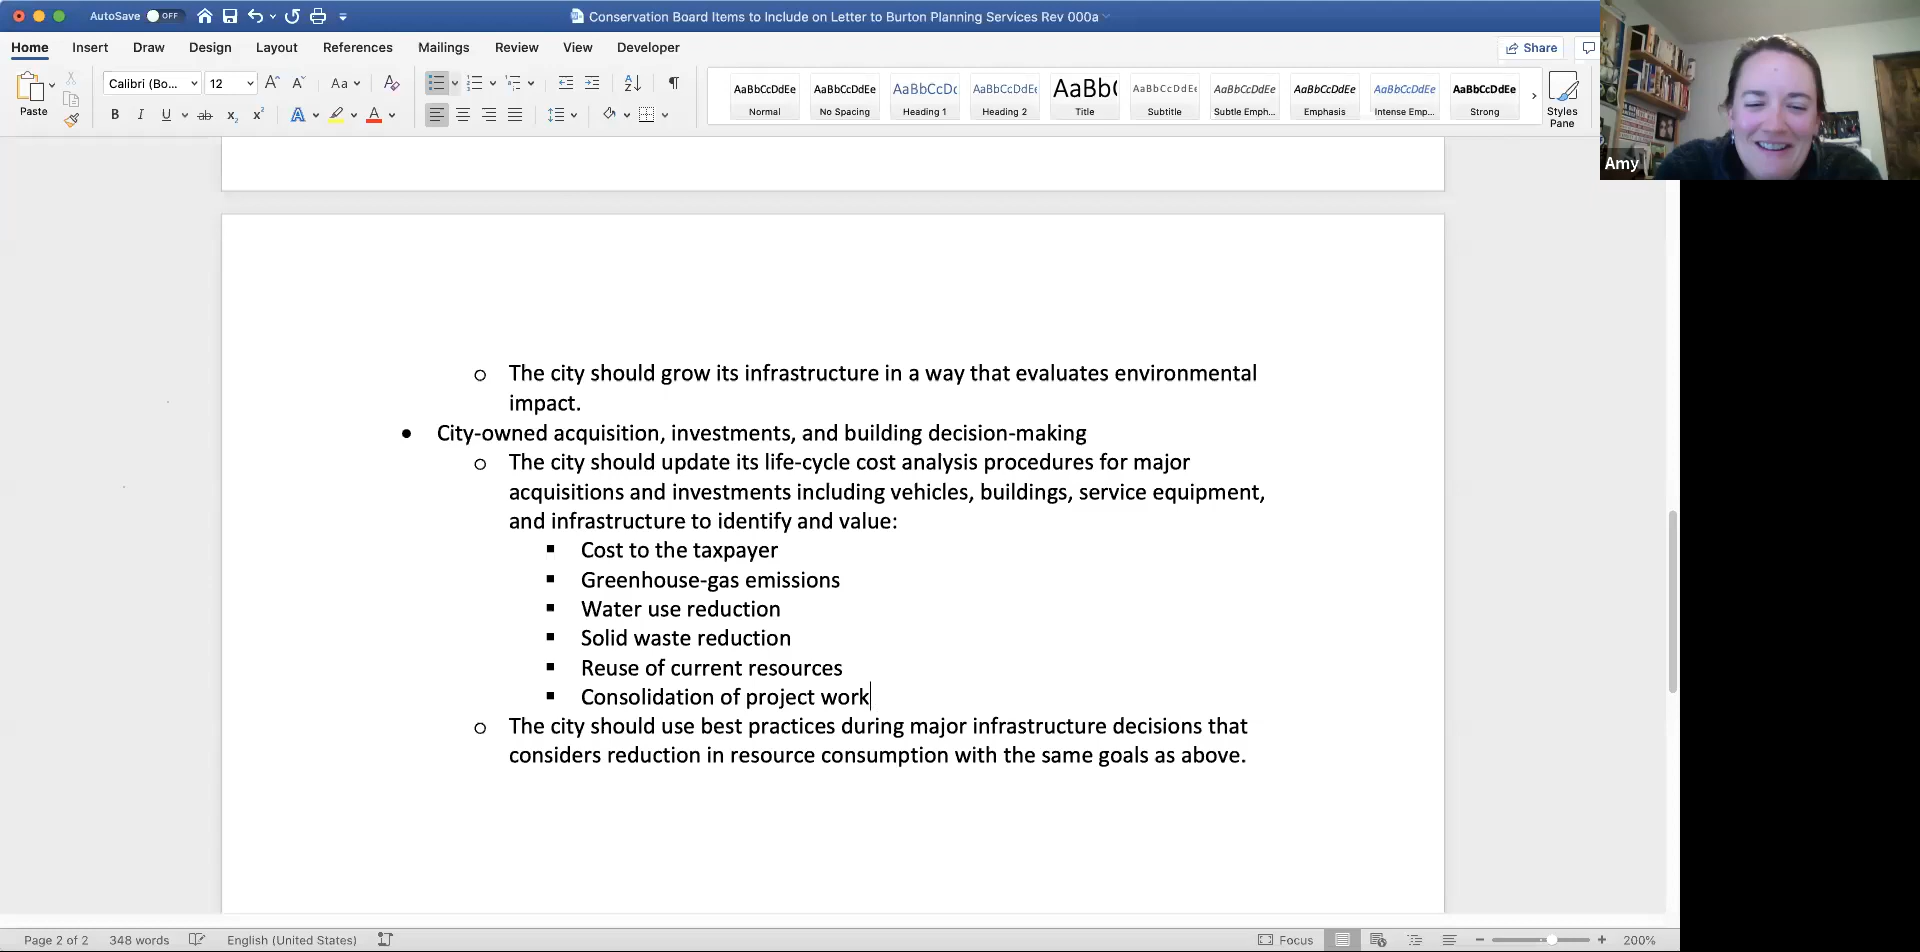 AutoSave OFF
Conservation Board Items to Include on Letter to Burton Planning Services Rev 000a
Home Insert Draw Design Layout References Mailings Review View Developer
Share
Paste
Calibri (Bo... 12
Aa
B I U ab x₂ x²
A A
AaBbCcDdEe AaBbCcDdEe AaBbCcDc AaBbCcDdEe AaBbC AaBbCcDdEe AaBbCcDdEe AaBbCcDdEe AaBbCcDdEe AaBbCcDdEe
Normal No Spacing Heading 1 Heading 2 Title Subtitle Subtle Emph... Emphasis Intense Emp... Strong
Styles
Pane
Amy
o The city should grow its infrastructure in a way that evaluates environmental
impact.
• City-owned acquisition, investments, and building decision-making
o The city should update its life-cycle cost analysis procedures for major
acquisitions and investments including vehicles, buildings, service equipment,
and infrastructure to identify and value:
▪ Cost to the taxpayer
▪ Greenhouse-gas emissions
▪ Water use reduction
▪ Solid waste reduction
▪ Reuse of current resources
▪ Consolidation of project work
o The city should use best practices during major infrastructure decisions that
considers reduction in resource consumption with the same goals as above.
Page 2 of 2 348 words English (United States) Focus 200%